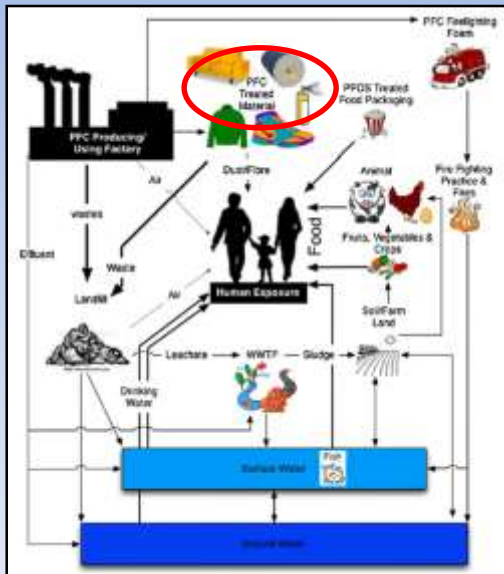 PFC Firefighting
Foam
PFC
Treated
Material
PFOS Treated
Food Packaging
PFC Producing/
Using Factory
Dust/Fibre
Air
Animal
Fire Fighting
Practice &
Fires
wastes
Food
Fruits, Vegetables &
Crops
Effluent
Waste
Landfill
Air
Human Exposure
Soil/Farm
Land
Leachate
WWTP
Sludge
Drinking
Water
Fish
Surface Water
Ground Water